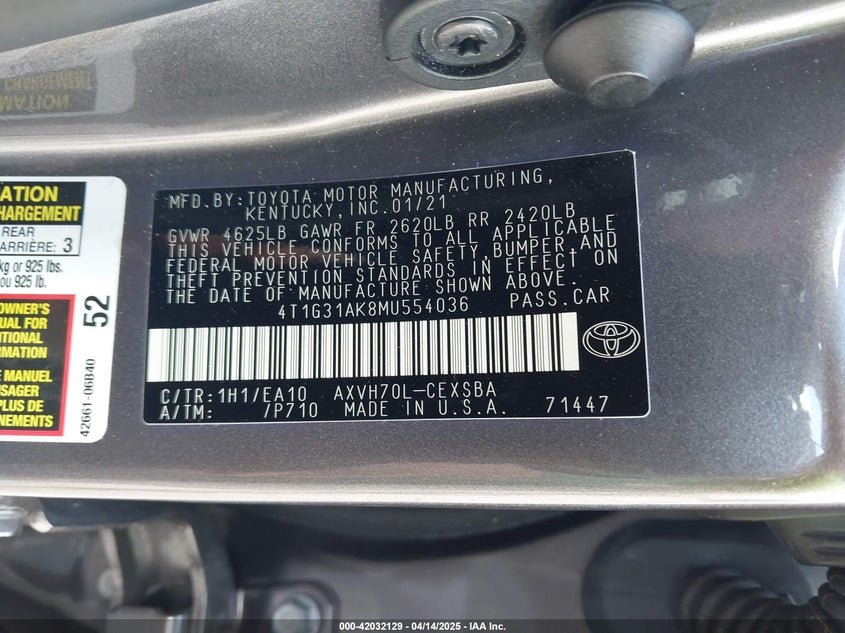 MFD.BY:TOYOTA MOTOR MANUFACTURING,
KENTUCKY,INC.01/21
GVWR 4625LB GAWR FR 2620LB RR 2420LB
THIS VEHICLE CONFORMS TO ALL APPLICABLE
FEDERAL MOTOR VEHICLE SAFETY,BUMPER,AND
THEFT PREVENTION STANDARDS IN EFFECT ON
THE DATE OF MANUFACTURE SHOWN ABOVE.
4T1G31AK8MU554036 PASS.CAR
C/TR:1H1/EA10 AXVH70L-CEXSBA
A/TM: /P710 MADE IN U.S.A. 71447
ATION
HARGEMENT
REAR
ARRIÈRE: 3
kg or 925 lbs.
ou 925 lb.
OWNER'S
UAL FOR
ITIONAL
RMATION
E MANUEL
USAGER
PLUS DE
NEMENTS
52
42661-06B40
000-42032129 - 04/14/2025 - IAA Inc.